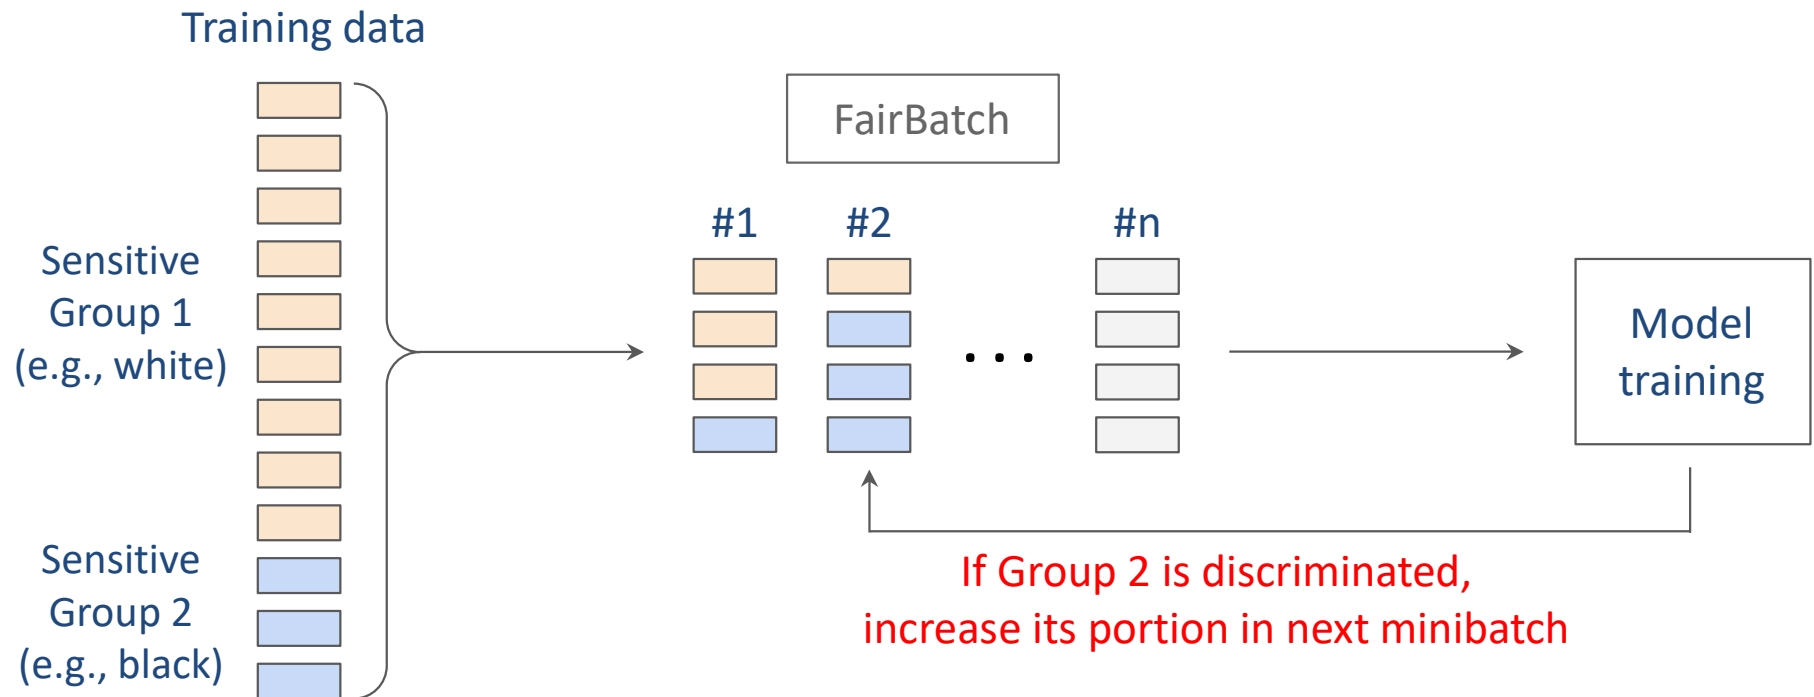 Training data
Sensitive
Group 1
(e.g., white)
Sensitive
Group 2
(e.g., black)
FairBatch
#1
#2
#n
. . .
Model
training
If Group 2 is discriminated,
increase its portion in next minibatch